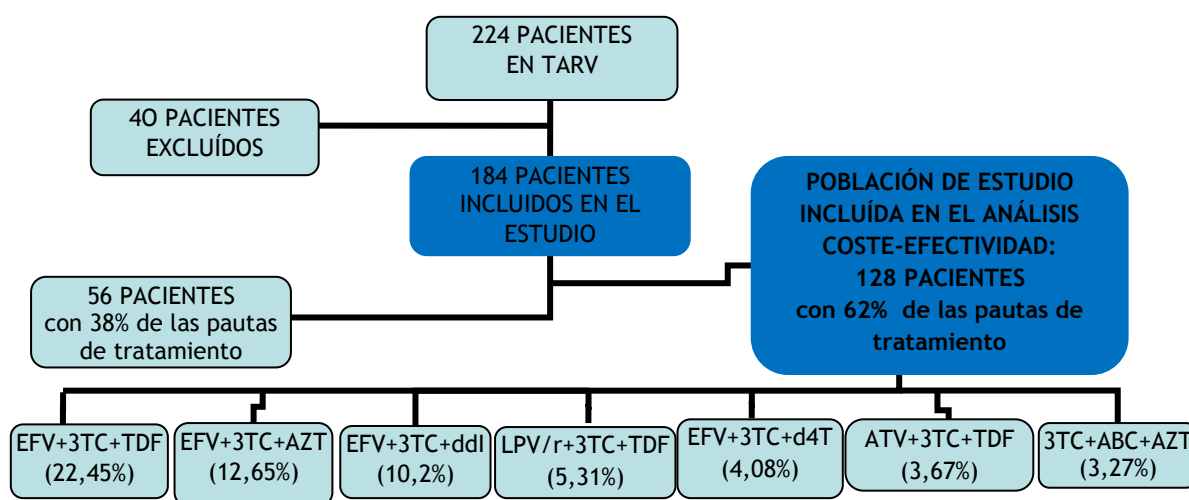 224 PACIENTES
EN TARV
4O PACIENTES
EXCLUÍDOS
184 PACIENTES
INCLUIDOS EN EL
ESTUDIO
POBLACIÓN DE ESTUDIO
INCLUÍDA EN EL ANÁLISIS
COSTE-EFECTIVIDAD:
128 PACIENTES
con 62% de las pautas de
tratamiento
56 PACIENTES
con 38% de las pautas
de tratamiento
EFV+3TC+TDF
(22,45%)
EFV+3TC+AZT
(12,65%)
EFV+3TC+ddI
(10,2%)
LPV/r+3TC+TDF
(5,31%)
EFV+3TC+d4T
(4,08%)
ATV+3TC+TDF
(3,67%)
3TC+ABC+AZT
(3,27%)